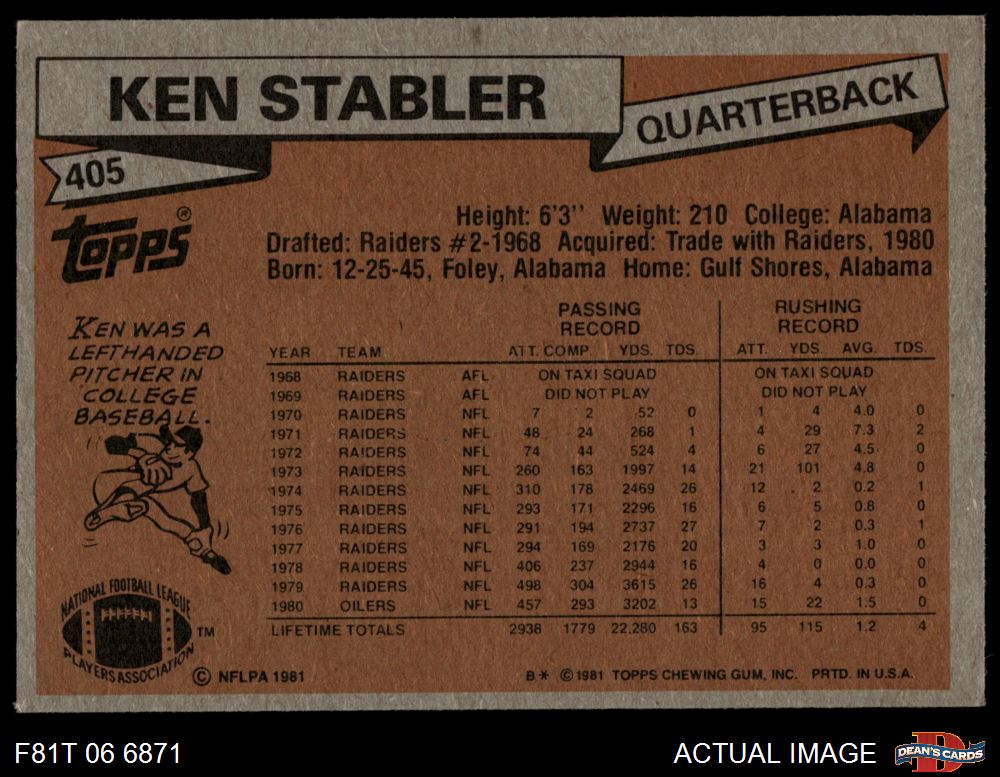 KEN STABLER
QUARTERBACK
405
topps®
Height: 6'3'' Weight: 210 College: Alabama
Drafted: Raiders #2-1968 Acquired: Trade with Raiders, 1980
Born: 12-25-45, Foley, Alabama Home: Gulf Shores, Alabama
KEN WAS A
LEFTHANDED
PITCHER IN
COLLEGE
BASEBALL.
PASSING RECORD RUSHING RECORD
YEAR TEAM ATT. COMP. YDS. TDS. ATT. YDS. AVG. TDS.
1968 RAIDERS AFL ON TAXI SQUAD ON TAXI SQUAD
1969 RAIDERS AFL DID NOT PLAY DID NOT PLAY
1970 RAIDERS NFL 7 2 52 0 1 4 4.0 0
1971 RAIDERS NFL 48 24 268 1 4 29 7.3 2
1972 RAIDERS NFL 74 44 524 4 6 27 4.5 0
1973 RAIDERS NFL 260 163 1997 14 21 101 4.8 0
1974 RAIDERS NFL 310 178 2469 26 12 2 0.2 1
1975 RAIDERS NFL 293 171 2296 16 6 5 0.8 0
1976 RAIDERS NFL 291 194 2737 27 7 2 0.3 1
1977 RAIDERS NFL 294 169 2176 20 3 3 1.0 0
1978 RAIDERS NFL 406 237 2944 16 4 0 0.0 0
1979 RAIDERS NFL 498 304 3615 26 16 4 0.3 0
1980 OILERS NFL 457 293 3202 13 15 22 1.5 0
LIFETIME TOTALS 2938 1779 22,280 163 95 115 1.2 4
NATIONAL FOOTBALL LEAGUE
PLAYERS ASSOCIATION
TM
© NFLPA 1981
B* © 1981 TOPPS CHEWING GUM, INC. PRTD. IN U.S.A.
F81T 06 6871
ACTUAL IMAGE
DEAN'S CARDS